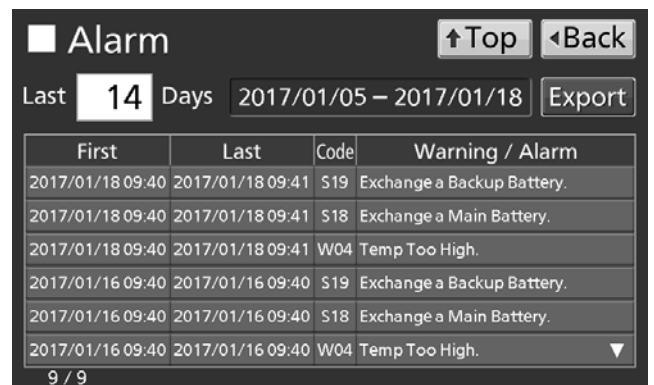 Alarm
Top
Back
Last 14 Days 2017/01/05 – 2017/01/18 Export
First Last Code Warning / Alarm
2017/01/18 09:40 2017/01/18 09:41 S19 Exchange a Backup Battery.
2017/01/18 09:40 2017/01/18 09:41 S18 Exchange a Main Battery.
2017/01/18 09:40 2017/01/18 09:41 W04 Temp Too High.
2017/01/16 09:40 2017/01/16 09:40 S19 Exchange a Backup Battery.
2017/01/16 09:40 2017/01/16 09:40 S18 Exchange a Main Battery.
2017/01/16 09:40 2017/01/16 09:40 W04 Temp Too High.
9 / 9